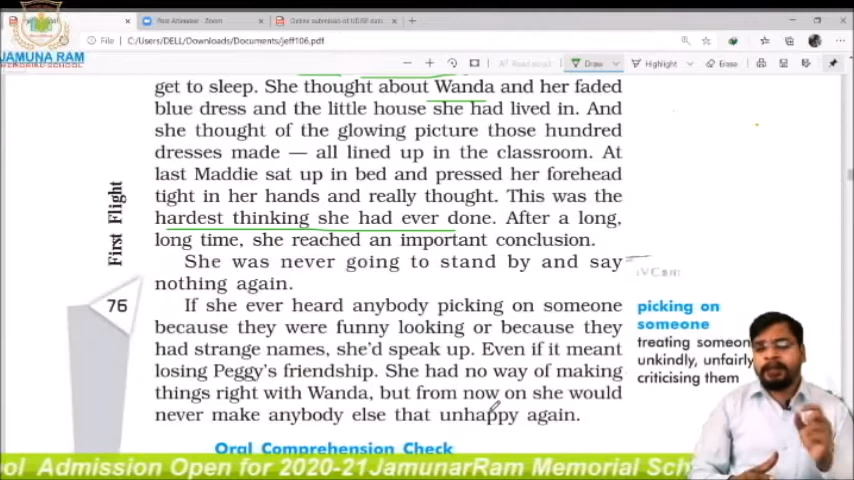 Post Attendee - Zoom
Online submission of UDISE data
File
C:/Users/DELL/Downloads/Documents/jeff106.pdf
JAMUNA RAM
MEMORIAL SCHOOL
Read aloud
Draw
Highlight
Erase
get to sleep. She thought about Wanda and her faded
blue dress and the little house she had lived in. And
she thought of the glowing picture those hundred
dresses made — all lined up in the classroom. At
last Maddie sat up in bed and pressed her forehead
tight in her hands and really thought. This was the
hardest thinking she had ever done. After a long,
long time, she reached an important conclusion.
She was never going to stand by and say
nothing again.
If she ever heard anybody picking on someone
because they were funny looking or because they
had strange names, she'd speak up. Even if it meant
losing Peggy's friendship. She had no way of making
things right with Wanda, but from now on she would
never make anybody else that unhappy again.
First Flight
76
picking on
someone
treating someon
unkindly, unfairly
criticising them
Oral Comprehension Check
ol Admission Open for 2020-21JamunarRam Memorial Sch